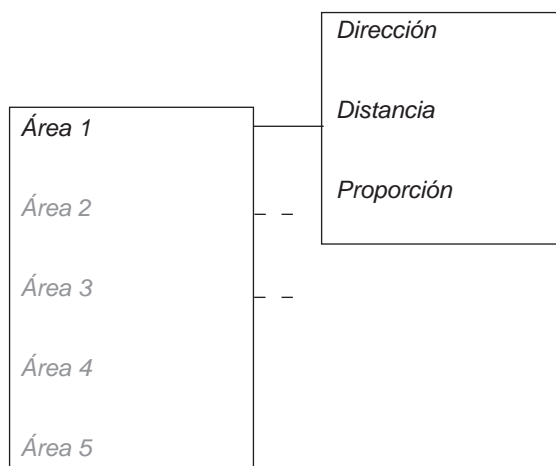 Dirección
Distancia
Proporción
Área 1
Área 2
Área 3
Área 4
Área 5